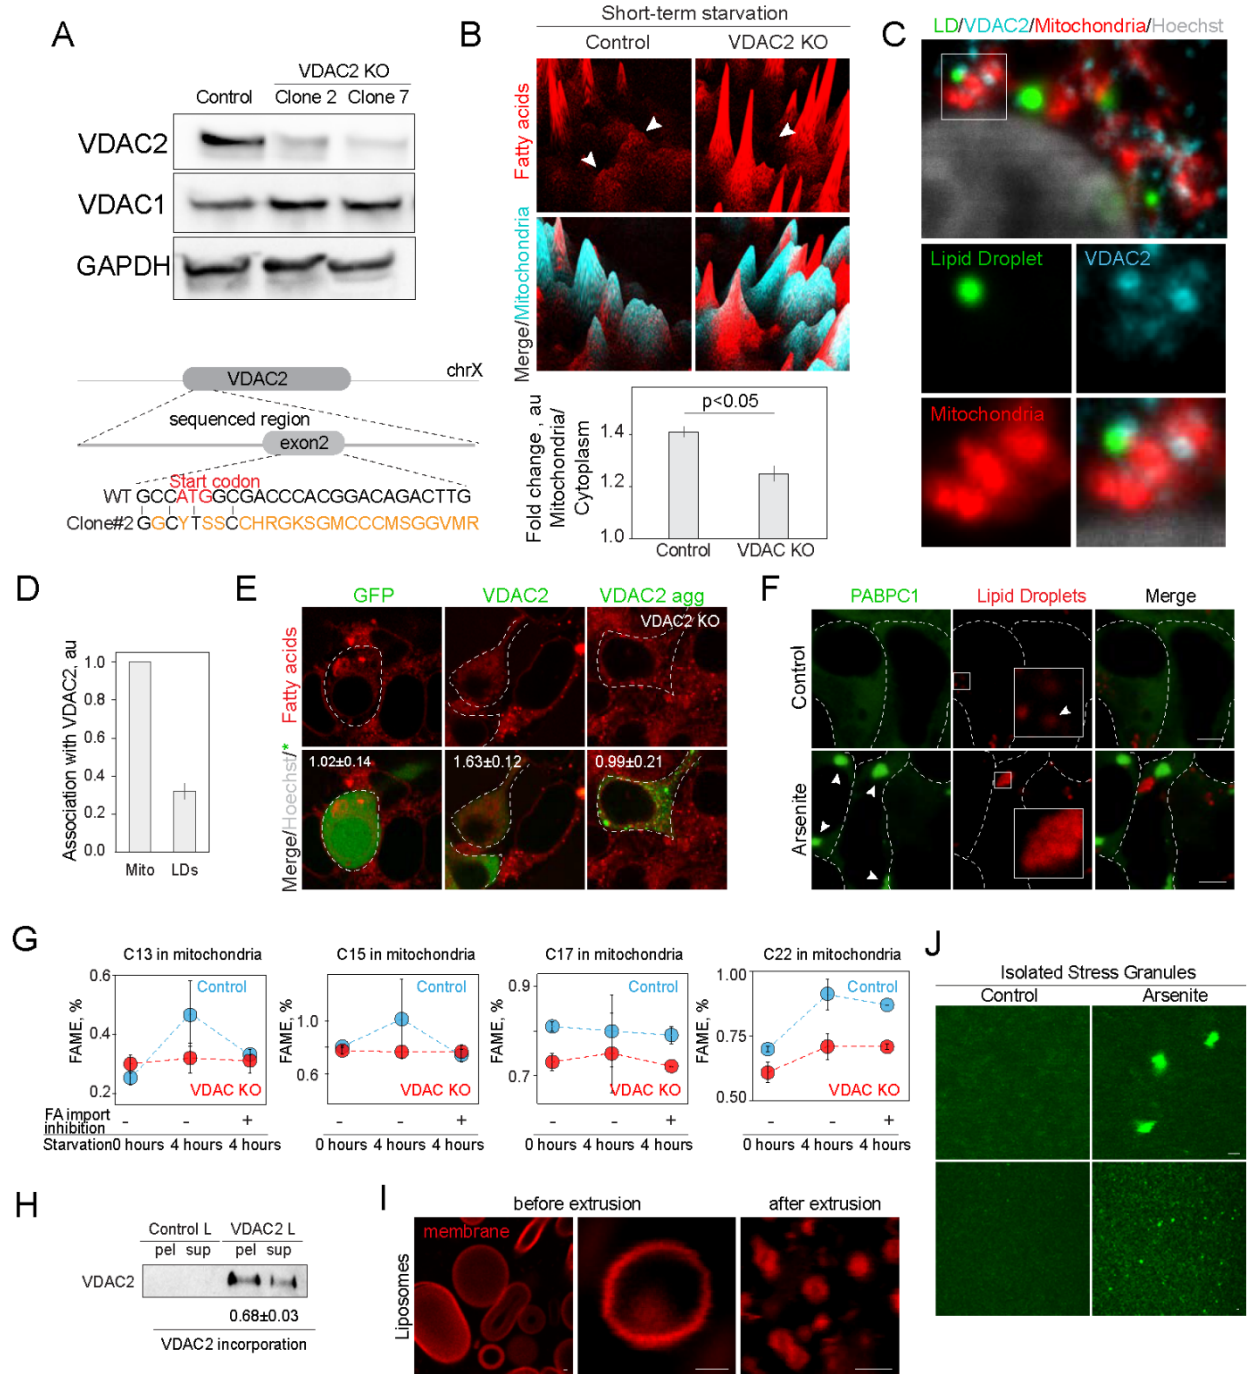 A
VDAC2 KO
Control
Clone 2
Clone 7
VDAC2
VDAC1
GAPDH
chrX
VDAC2
sequenced region
exon2
Start codon
WT GCCATGGCGACCCACGGACAGACTTG
Clone#2 GGCYTSSCCHRGKSGMCCCMSGGVMR
B
Short-term starvation
Control
VDAC2 KO
Fatty acids
Merge/Mitochondria
Fold change , au
Mitochondria/
Cytoplasm
p<0.05
1.4
1.2
1.0
Control
VDAC KO
C
LD/VDAC2/Mitochondria/Hoechst
Lipid Droplet
VDAC2
Mitochondria
D
Association with VDAC2, au
1.0
0.8
0.6
0.4
0.2
0.0
Mito
LDs
E
GFP
VDAC2
VDAC2 agg
VDAC2 KO
Fatty acids
Merge/Hoechst/*
1.02±0.14
1.63±0.12
0.99±0.21
F
PABPC1
Lipid Droplets
Merge
Control
Arsenite
G
C13 in mitochondria
C15 in mitochondria
C17 in mitochondria
C22 in mitochondria
FAME, %
0.6
0.4
0.2
Control
VDAC KO
FAME, %
1.0
0.6
Control
VDAC KO
FAME, %
0.9
0.7
Control
VDAC KO
FAME, %
1.00
0.75
0.50
Control
VDAC KO
FA import
inhibition
- - +
- - +
- - +
- - +
Starvation
0 hours 4 hours 4 hours
0 hours 4 hours 4 hours
0 hours 4 hours 4 hours
0 hours 4 hours 4 hours
H
Control L
VDAC2 L
pel sup
pel sup
VDAC2
0.68±0.03
VDAC2 incorporation
I
before extrusion
after extrusion
membrane
Liposomes
J
Isolated Stress Granules
Control
Arsenite